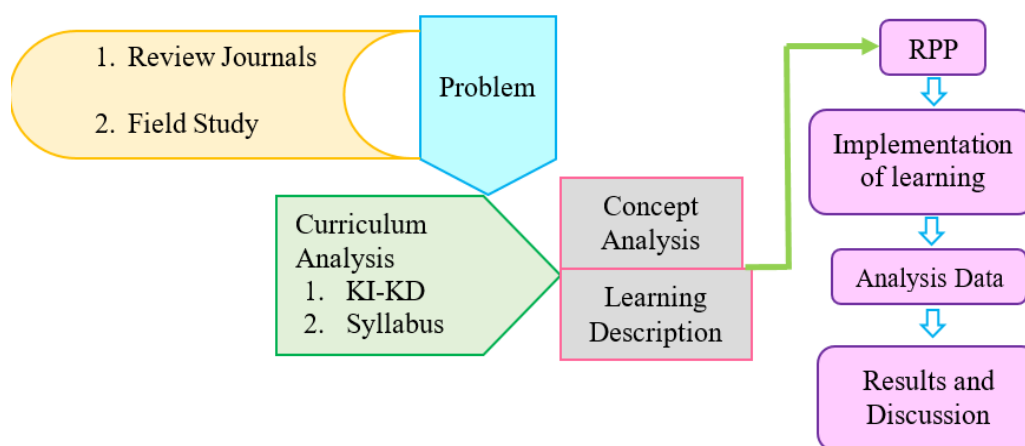 1. Review Journals
2. Field Study
Problem
Curriculum
Analysis
1. KI-KD
2. Syllabus
Concept
Analysis
Learning
Description
RPP
Implementation
of learning
Analysis Data
Results and
Discussion